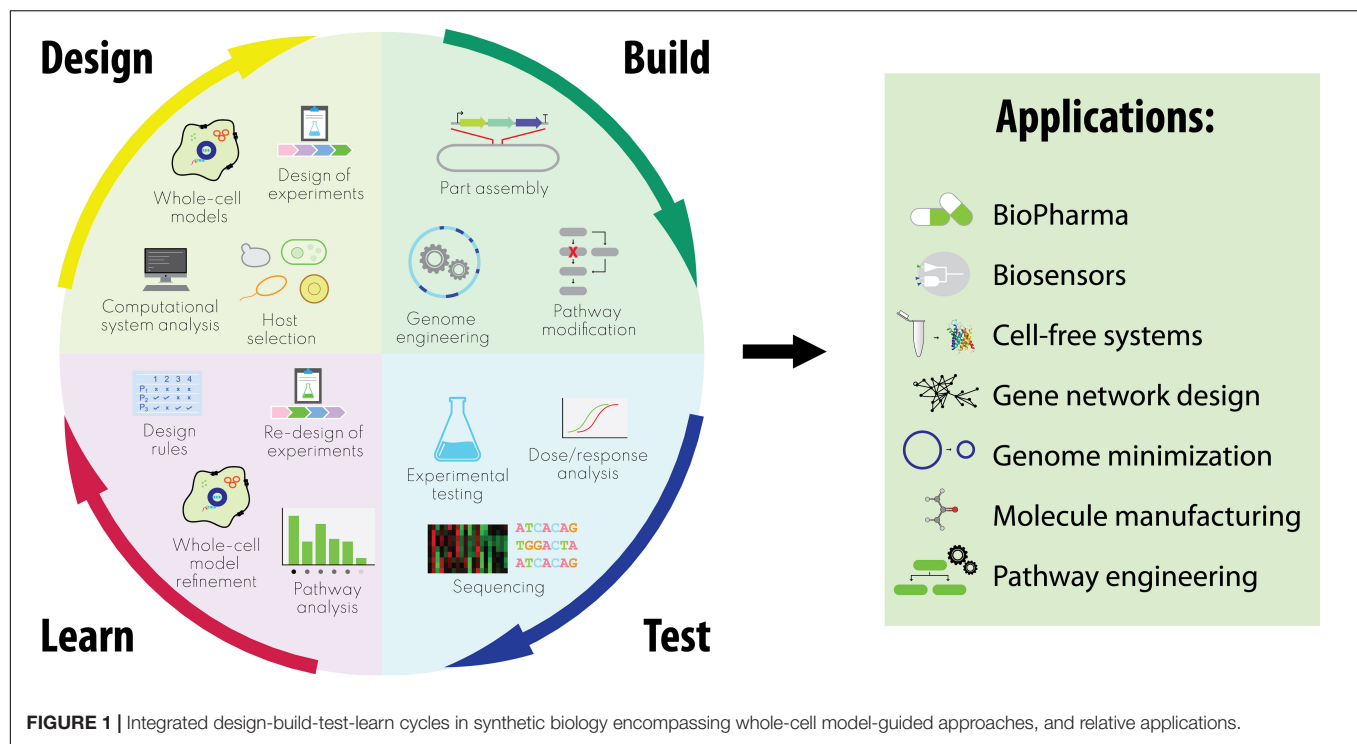 Design
Build
Whole-cell
models
Design of
experiments
Computational
system analysis
Host
selection
Part assembly
Genome
engineering
X
Pathway
modification
1 2 3 4
P1 x x x x
P2 ✓ ✓ x x
P3 ✓ x ✓ ✓
Design
rules
Re-design of
experiments
Whole-cell
model
refinement
Pathway
analysis
Experimental
testing
Dose/response
analysis
ATCACAG
TGGACTA
ATCACAG
Sequencing
Learn
Test
Applications:
BioPharma
Biosensors
Cell-free systems
Gene network design
Genome minimization
Molecule manufacturing
Pathway engineering
FIGURE 1 | Integrated design-build-test-learn cycles in synthetic biology encompassing whole-cell model-guided approaches, and relative applications.